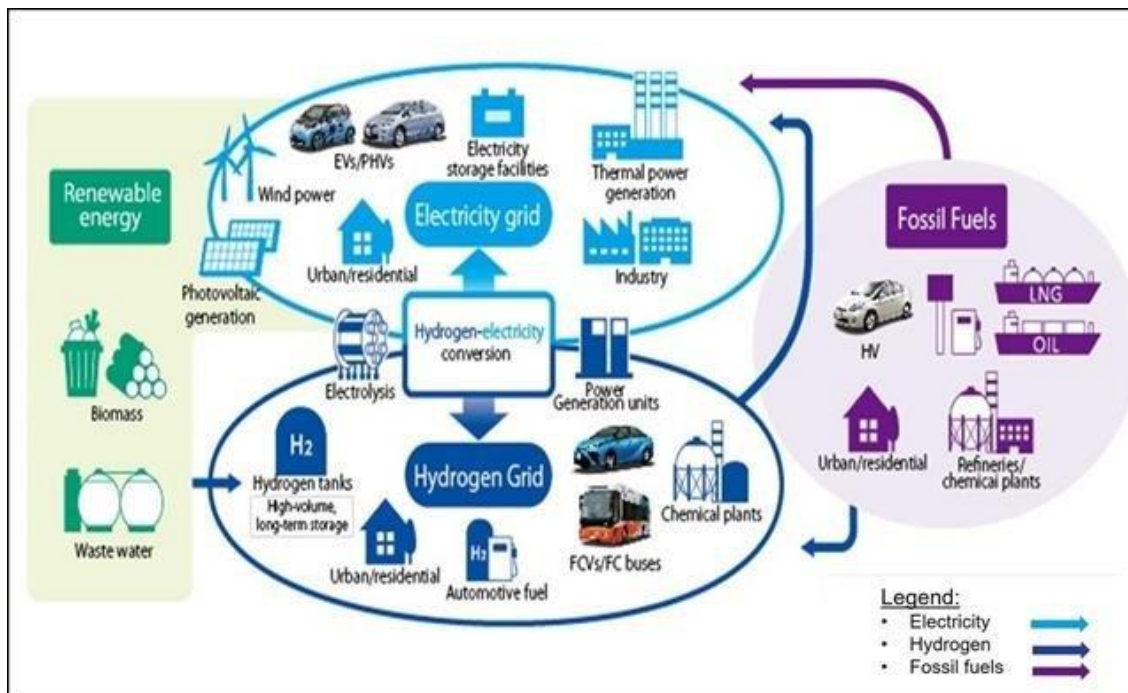 Renewable
energy
Wind power
EVs/PHVs
Electricity
storage facilities
Thermal power
generation
Electricity grid
Urban/residential
Industry
Photovoltaic
generation
Hydrogen-electricity
conversion
Electrolysis
Power
Generation units
Biomass
Waste water
H2
Hydrogen tanks
High-volume,
long-term storage
Hydrogen Grid
Urban/residential
H2
Automotive fuel
FCVs/FC buses
Chemical plants
Fossil Fuels
HV
LNG
OIL
Urban/residential
Refineries/
chemical plants
Legend:
• Electricity
• Hydrogen
• Fossil fuels